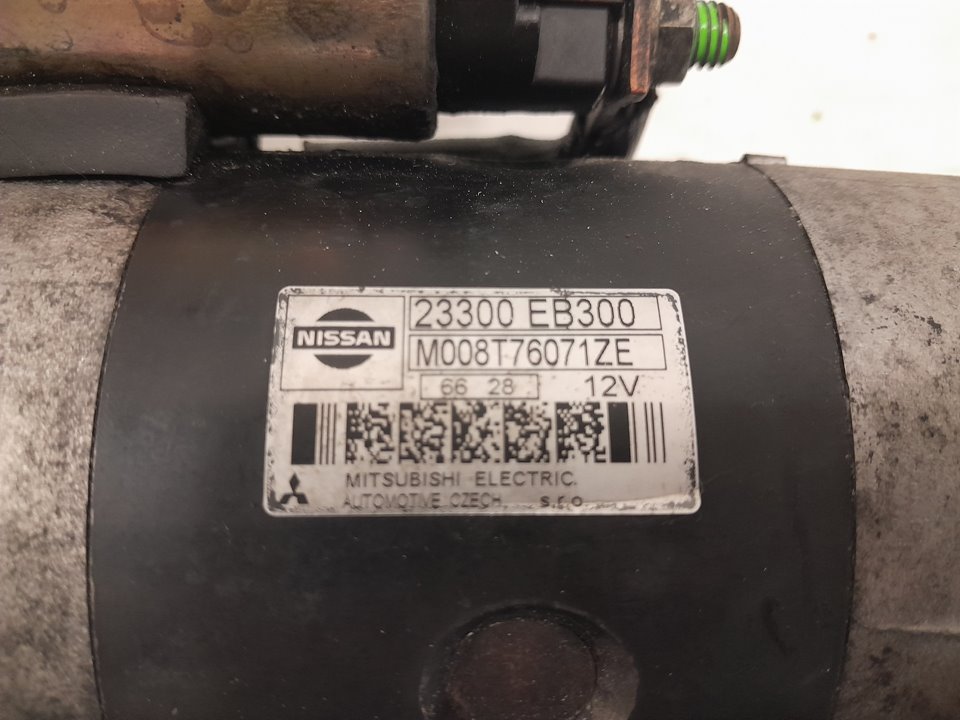 NISSAN
23300 EB300
M008T76071ZE
66 28
12V
MITSUBISHI ELECTRIC
AUTOMOTIVE CZECH s.r.o